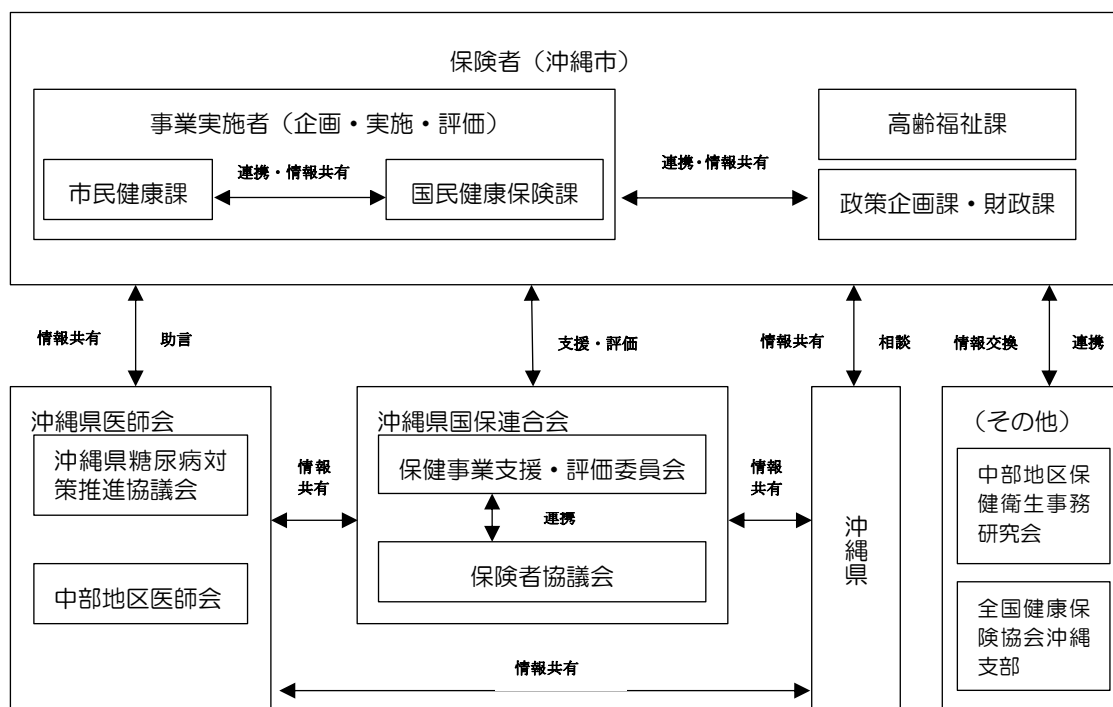 保険者（沖縄市）
事業実施者（企画・実施・評価）
市民健康課
連携・情報共有
国民健康保険課
連携・情報共有
高齢福祉課
政策企画課・財政課
情報共有
助言
支援・評価
情報共有
相談
情報交換
連携
沖縄県医師会
沖縄県糖尿病対
策推進協議会
中部地区医師会
情報
共有
沖縄県国保連合会
保健事業支援・評価委員会
連携
保険者協議会
情報
共有
沖縄県
（その他）
中部地区保
健衛生事務
研究会
全国健康保
険協会沖縄
支部
情報共有